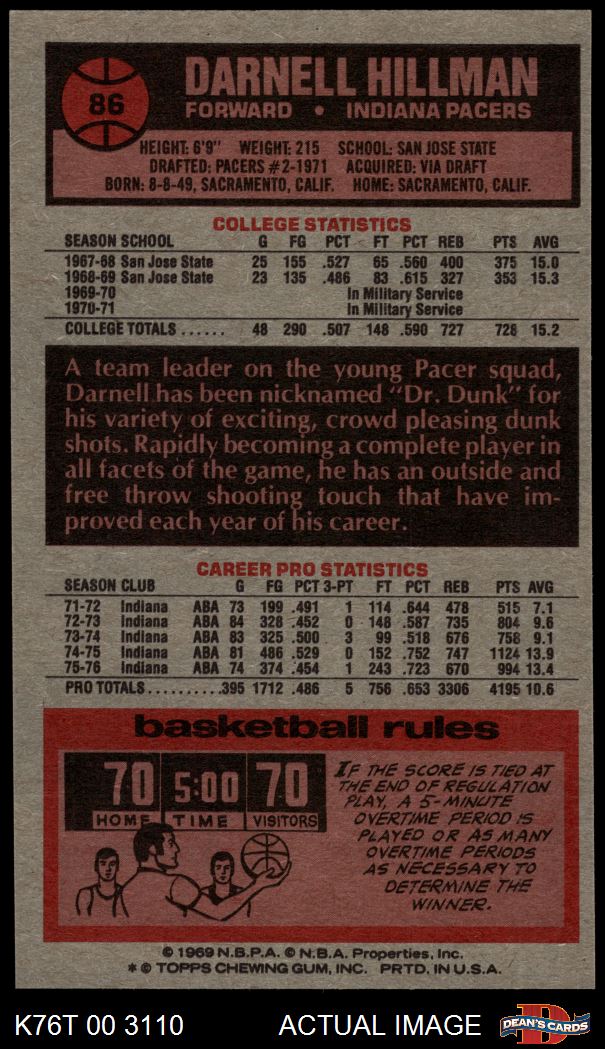 86
DARNELL HILLMAN
FORWARD • INDIANA PACERS
HEIGHT: 6'9" WEIGHT: 215 SCHOOL: SAN JOSE STATE
DRAFTED: PACERS #2-1971 ACQUIRED: VIA DRAFT
BORN: 8-8-49, SACRAMENTO, CALIF. HOME: SACRAMENTO, CALIF.
COLLEGE STATISTICS
SEASON SCHOOL G FG PCT FT PCT REB PTS AVG
1967-68 San Jose State 25 155 .527 65 .560 400 375 15.0
1968-69 San Jose State 23 135 .486 83 .615 327 353 15.3
1969-70 In Military Service
1970-71 In Military Service
COLLEGE TOTALS ...... 48 290 .507 148 .590 727 728 15.2
A team leader on the young Pacer squad,
Darnell has been nicknamed "Dr. Dunk" for
his variety of exciting, crowd pleasing dunk
shots. Rapidly becoming a complete player in
all facets of the game, he has an outside and
free throw shooting touch that have im-
proved each year of his career.
CAREER PRO STATISTICS
SEASON CLUB G FG PCT 3-PT FT PCT REB PTS AVG
71-72 Indiana ABA 73 199 .491 1 114 .644 478 515 7.1
72-73 Indiana ABA 84 328 .452 0 148 .587 735 804 9.6
73-74 Indiana ABA 83 325 .500 3 99 .518 676 758 9.1
74-75 Indiana ABA 81 486 .529 0 152 .752 747 1124 13.9
75-76 Indiana ABA 74 374 .454 1 243 .723 670 994 13.4
PRO TOTALS..........395 1712 .486 5 756 .653 3306 4195 10.6
basketball rules
70 5:00 70
HOME TIME VISITORS
IF THE SCORE IS TIED AT
THE END OF REGULATION
PLAY, A 5-MINUTE
OVERTIME PERIOD IS
PLAYED OR AS MANY
OVERTIME PERIODS
AS NECESSARY TO
DETERMINE THE
WINNER.
© 1969 N.B.P.A. © N.B.A. Properties, Inc.
* © TOPPS CHEWING GUM, INC. PRTD. IN U.S.A.
K76T 00 3110 ACTUAL IMAGE D DEAN'S CARDS